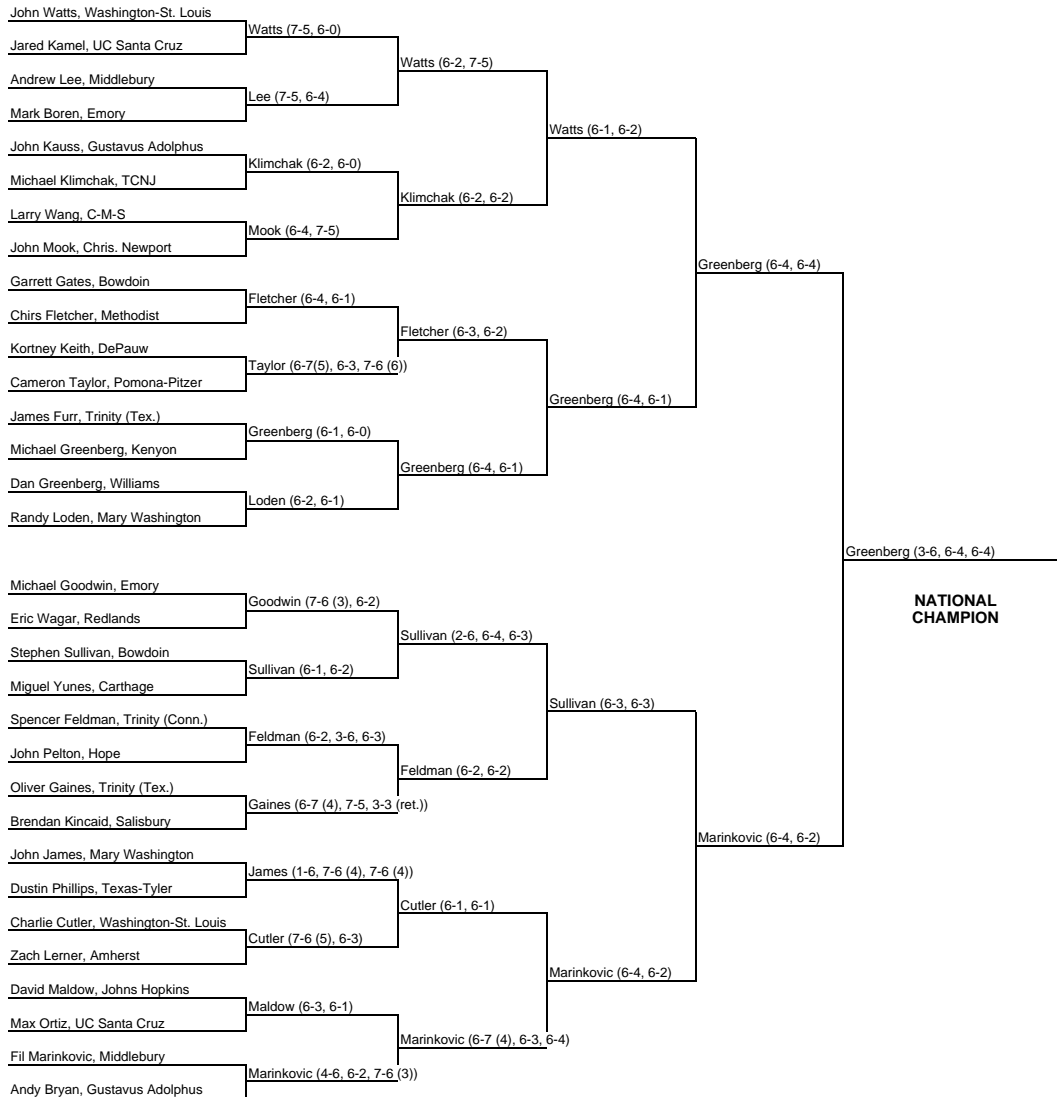 John Watts, Washington-St. Louis
Watts (7-5, 6-0)
Jared Kamel, UC Santa Cruz
Watts (6-2, 7-5)
Andrew Lee, Middlebury
Lee (7-5, 6-4)
Mark Boren, Emory
Watts (6-1, 6-2)
John Kauss, Gustavus Adolphus
Klimchak (6-2, 6-0)
Michael Klimchak, TCNJ
Klimchak (6-2, 6-2)
Larry Wang, C-M-S
Mook (6-4, 7-5)
John Mook, Chris. Newport
Greenberg (6-4, 6-4)
Garrett Gates, Bowdoin
Fletcher (6-4, 6-1)
Chirs Fletcher, Methodist
Fletcher (6-3, 6-2)
Kortney Keith, DePauw
Taylor (6-7(5), 6-3, 7-6 (6))
Cameron Taylor, Pomona-Pitzer
Greenberg (6-4, 6-1)
James Furr, Trinity (Tex.)
Greenberg (6-1, 6-0)
Michael Greenberg, Kenyon
Greenberg (6-4, 6-1)
Dan Greenberg, Williams
Loden (6-2, 6-1)
Randy Loden, Mary Washington
Greenberg (3-6, 6-4, 6-4)
NATIONAL
CHAMPION
Michael Goodwin, Emory
Goodwin (7-6 (3), 6-2)
Eric Wagar, Redlands
Sullivan (2-6, 6-4, 6-3)
Stephen Sullivan, Bowdoin
Sullivan (6-1, 6-2)
Miguel Yunes, Carthage
Sullivan (6-3, 6-3)
Spencer Feldman, Trinity (Conn.)
Feldman (6-2, 3-6, 6-3)
John Pelton, Hope
Feldman (6-2, 6-2)
Oliver Gaines, Trinity (Tex.)
Gaines (6-7 (4), 7-5, 3-3 (ret.))
Brendan Kincaid, Salisbury
Marinkovic (6-4, 6-2)
John James, Mary Washington
James (1-6, 7-6 (4), 7-6 (4))
Dustin Phillips, Texas-Tyler
Cutler (6-1, 6-1)
Charlie Cutler, Washington-St. Louis
Cutler (7-6 (5), 6-3)
Zach Lerner, Amherst
Marinkovic (6-4, 6-2)
David Maldow, Johns Hopkins
Maldow (6-3, 6-1)
Max Ortiz, UC Santa Cruz
Marinkovic (6-7 (4), 6-3, 6-4)
Fil Marinkovic, Middlebury
Marinkovic (4-6, 6-2, 7-6 (3))
Andy Bryan, Gustavus Adolphus